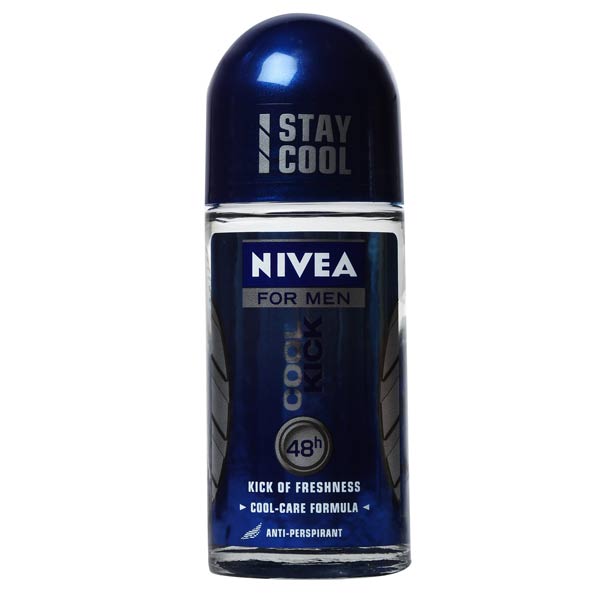 STAY
COOL
NIVEA
FOR MEN
COOL
KICK
48h
KICK OF FRESHNESS
COOL-CARE FORMULA
ANTI-PERSPIRANT